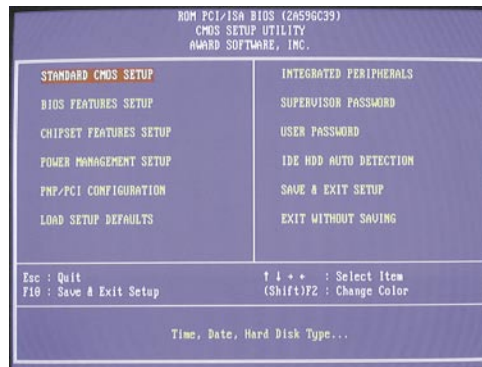 ROM PCI/ISA BIOS (2A59GC39)
CMOS SETUP UTILITY
AWARD SOFTWARE, INC.
STANDARD CMOS SETUP
BIOS FEATURES SETUP
CHIPSET FEATURES SETUP
POWER MANAGEMENT SETUP
PNP/PCI CONFIGURATION
LOAD SETUP DEFAULTS
INTEGRATED PERIPHERALS
SUPERVISOR PASSWORD
USER PASSWORD
IDE HDD AUTO DETECTION
SAVE & EXIT SETUP
EXIT WITHOUT SAVING
Esc : Quit
F10 : Save & Exit Setup
↑ ↓ → ← : Select Item
(Shift)F2 : Change Color
Time, Date, Hard Disk Type...